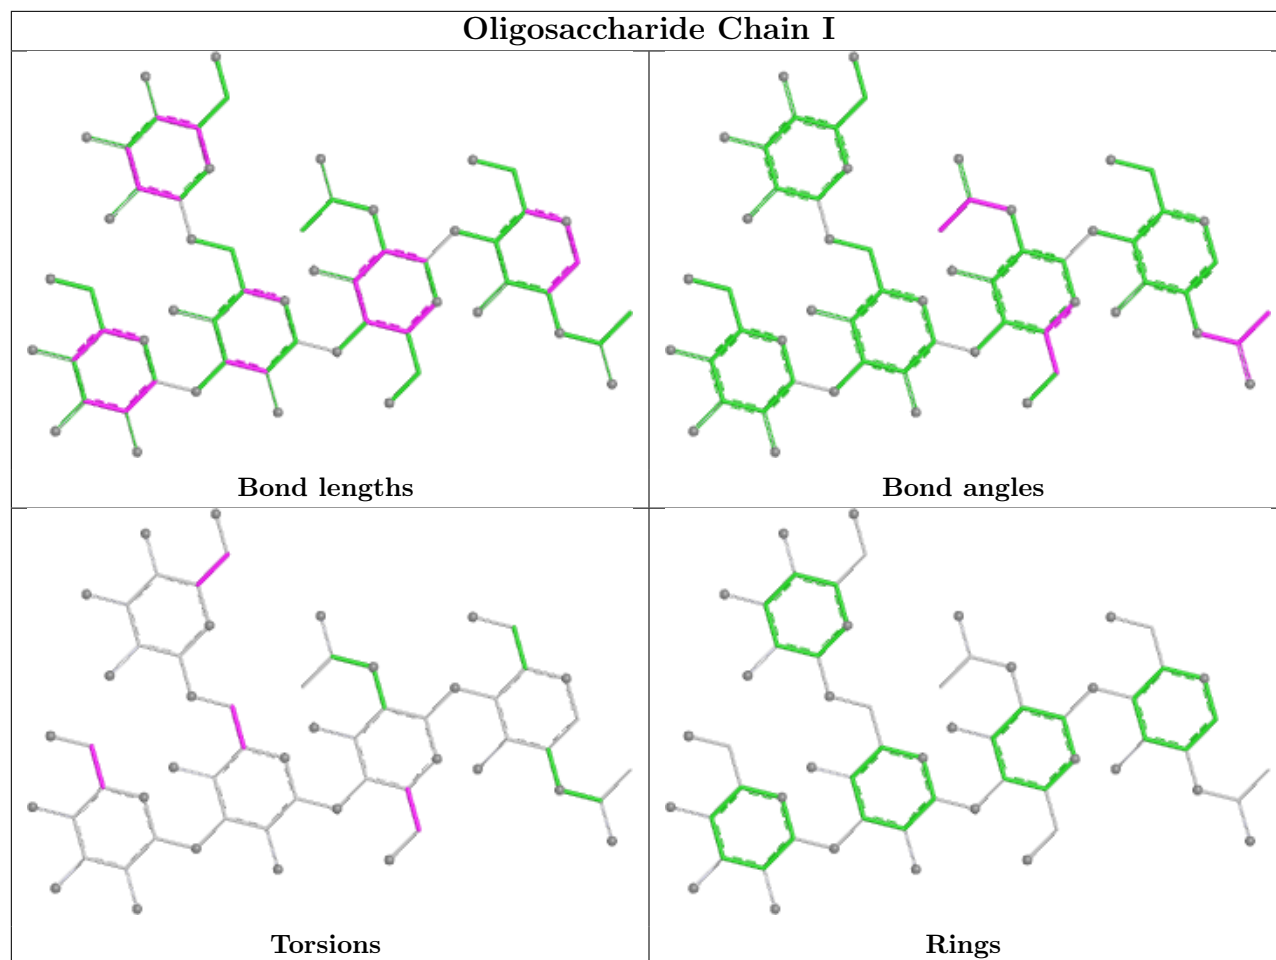 Oligosaccharide Chain I
Bond lengths
Bond angles
Torsions
Rings